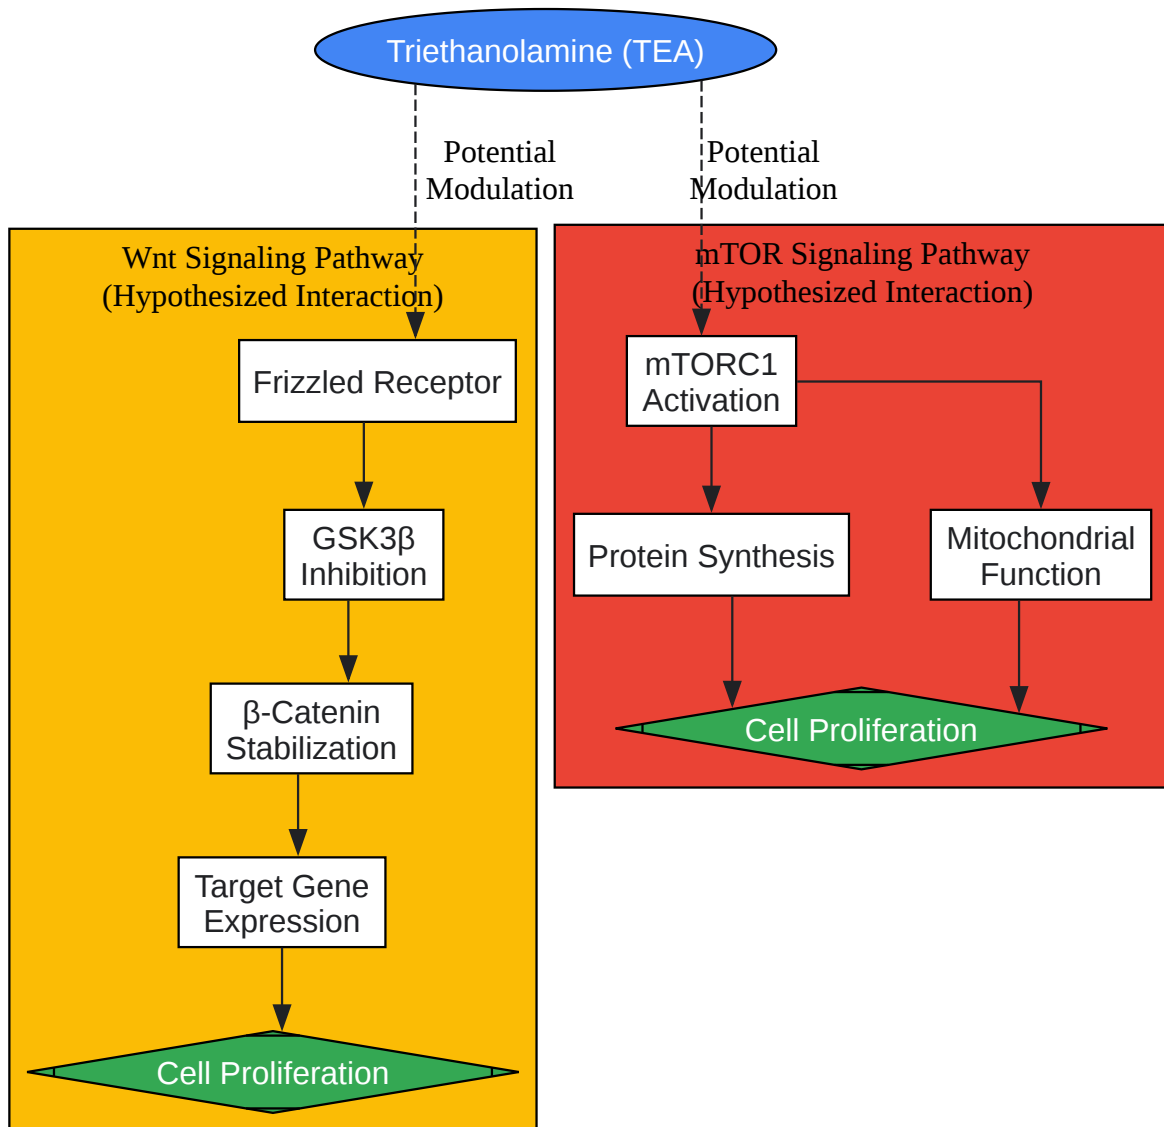 Triethanolamine (TEA)
Potential
Modulation
Potential
Modulation
Wnt Signaling Pathway
(Hypothesized Interaction)
Frizzled Receptor
GSK3β
Inhibition
β-Catenin
Stabilization
Target Gene
Expression
Cell Proliferation
mTOR Signaling Pathway
(Hypothesized Interaction)
mTORC1
Activation
Protein Synthesis
Mitochondrial
Function
Cell Proliferation